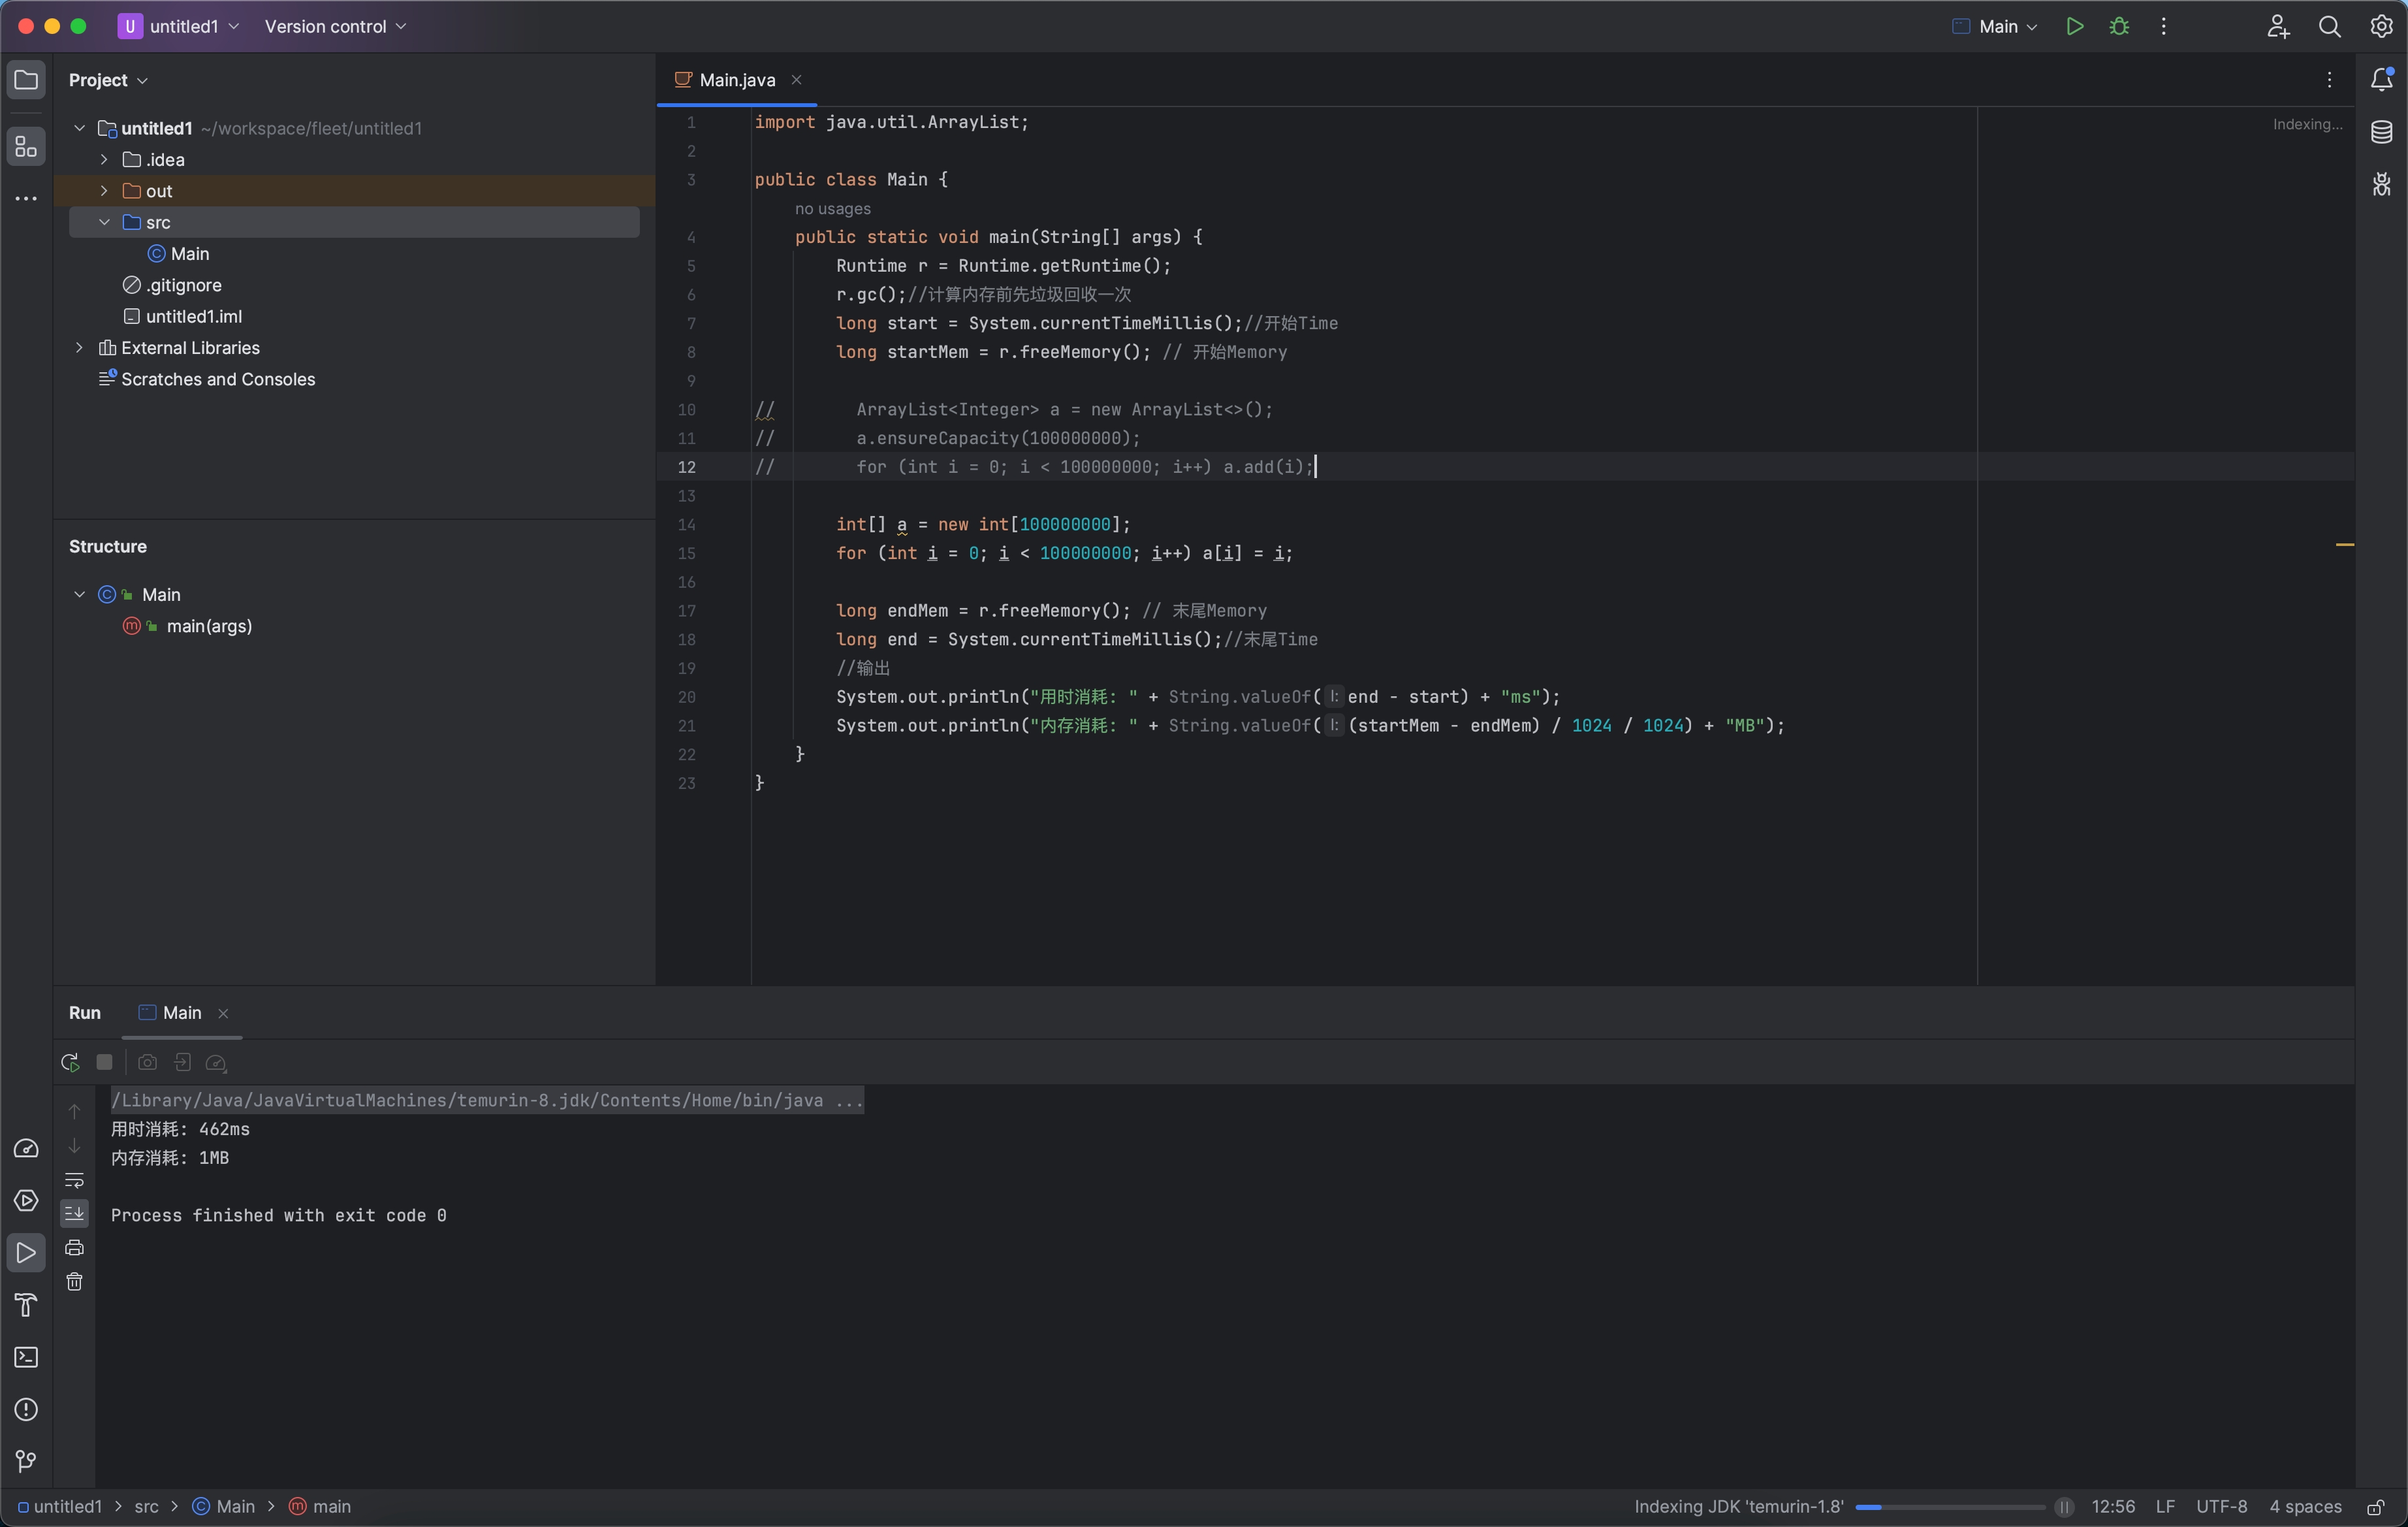 U untitled1 Version control Main
Project
untitled1 ~/workspace/fleet/untitled1
.idea
out
src
Main
.gitignore
untitled1.iml
External Libraries
Scratches and Consoles
Structure
Main
main(args)
Main.java
Indexing...
1 import java.util.ArrayList;
2
3 public class Main {
no usages
4 public static void main(String[] args) {
5 Runtime r = Runtime.getRuntime();
6 r.gc();//计算内存前先垃圾回收一次
7 long start = System.currentTimeMillis();//开始Time
8 long startMem = r.freeMemory(); // 开始Memory
9
10 // ArrayList<Integer> a = new ArrayList<>();
11 // a.ensureCapacity(100000000);
12 // for (int i = 0; i < 100000000; i++) a.add(i);
13
14 int[] a = new int[100000000];
15 for (int i = 0; i < 100000000; i++) a[i] = i;
16
17 long endMem = r.freeMemory(); // 末尾Memory
18 long end = System.currentTimeMillis();//末尾Time
19 //输出
20 System.out.println("用时消耗: " + String.valueOf( l: end - start) + "ms");
21 System.out.println("内存消耗: " + String.valueOf( l: (startMem - endMem) / 1024 / 1024) + "MB");
22 }
23 }
Run Main
/Library/Java/JavaVirtualMachines/temurin-8.jdk/Contents/Home/bin/java ...
用时消耗: 462ms
内存消耗: 1MB
Process finished with exit code 0
untitled1 > src > Main > main Indexing JDK 'temurin-1.8' 12:56 LF UTF-8 4 spaces